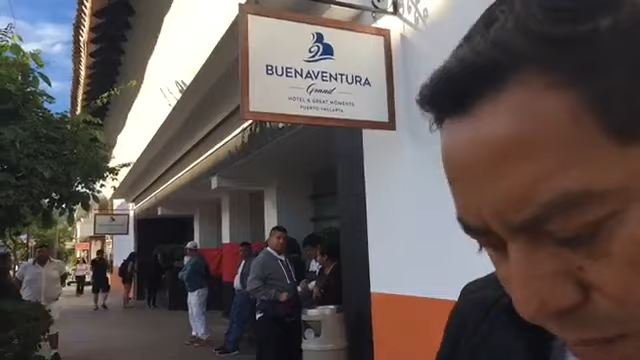 BUENAVENTURA
Grand
HOTEL & GREAT MOMENTS
PUERTO VALLARTA